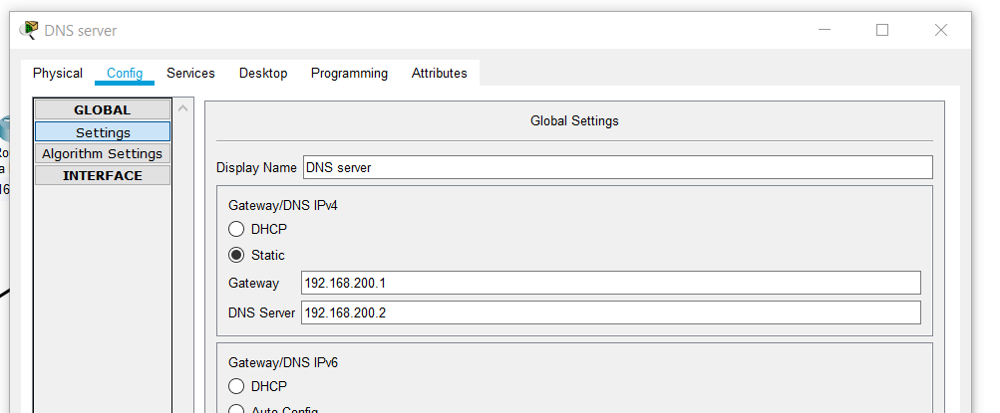 DNS server
Physical Config Services Desktop Programming Attributes
GLOBAL
Settings
Algorithm Settings
INTERFACE
Global Settings
Display Name DNS server
Gateway/DNS IPv4
DHCP
Static
Gateway 192.168.200.1
DNS Server 192.168.200.2
Gateway/DNS IPv6
DHCP
Auto Config
Ro
a
16